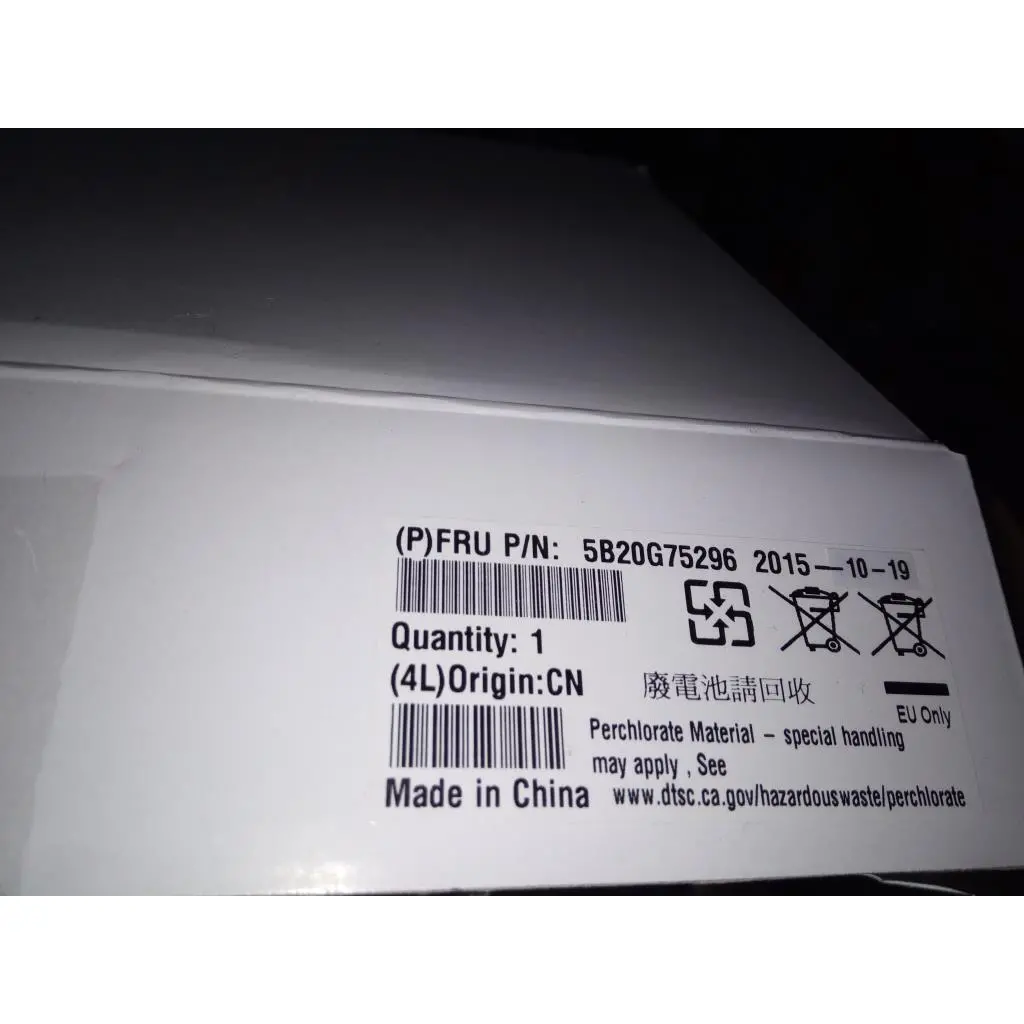 (P)FRU P/N: 5B20G75296 2015—10-19
Quantity: 1
(4L)Origin:CN
廢電池請回收
EU Only
Perchlorate Material – special handling
may apply , See
Made in China www.dtsc.ca.gov/hazardouswaste/perchlorate